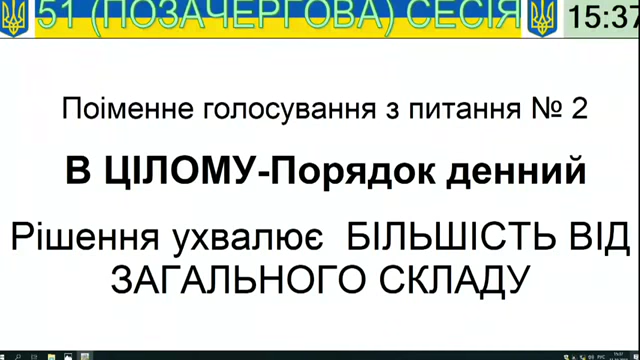 51 (ПОЗАЧЕРГОВА) СЕСІЯ
15:37
Поіменне голосування з питання № 2
В ЦІЛОМУ-Порядок денний
Рішення ухвалює БІЛЬШІСТЬ ВІД
ЗАГАЛЬНОГО СКЛАДУ